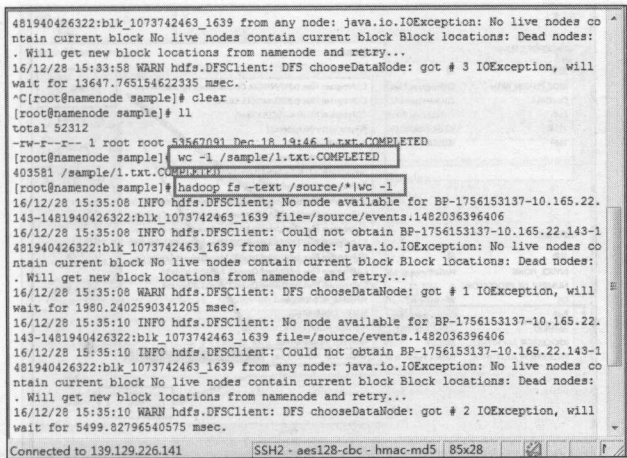 481940426322:blk_1073742463_1639 from any node: java.io.IOException: No live nodes co
ntain current block No live nodes contain current block Block locations: Dead nodes:
. Will get new block locations from namenode and retry...
16/12/28 15:33:58 WARN hdfs.DFSClient: DFS chooseDataNode: got # 3 IOException, will
wait for 13647.765154622335 msec.
^C[root@namenode sample]# clear
[root@namenode sample]# ll
total 52312
-rw-r--r-- 1 root root 53567091 Dec 18 19:46 1.txt.COMPLETED
[root@namenode sample]# wc -l /sample/1.txt.COMPLETED
403581 /sample/1.txt.COMPLETED
[root@namenode sample]# hadoop fs -text /source/*|wc -l
16/12/28 15:35:08 INFO hdfs.DFSClient: No node available for BP-1756153137-10.165.22.
143-1481940426322:blk_1073742463_1639 file=/source/events.1482036396406
16/12/28 15:35:08 INFO hdfs.DFSClient: Could not obtain BP-1756153137-10.165.22.143-1
481940426322:blk_1073742463_1639 from any node: java.io.IOException: No live nodes co
ntain current block No live nodes contain current block Block locations: Dead nodes:
. Will get new block locations from namenode and retry...
16/12/28 15:35:08 WARN hdfs.DFSClient: DFS chooseDataNode: got # 1 IOException, will
wait for 1980.2402590341205 msec.
16/12/28 15:35:10 INFO hdfs.DFSClient: No node available for BP-1756153137-10.165.22.
143-1481940426322:blk_1073742463_1639 file=/source/events.1482036396406
16/12/28 15:35:10 INFO hdfs.DFSClient: Could not obtain BP-1756153137-10.165.22.143-1
481940426322:blk_1073742463_1639 from any node: java.io.IOException: No live nodes co
ntain current block No live nodes contain current block Block locations: Dead nodes:
. Will get new block locations from namenode and retry...
16/12/28 15:35:10 WARN hdfs.DFSClient: DFS chooseDataNode: got # 2 IOException, will
wait for 5499.82796540575 msec.
Connected to 139.129.226.141 SSH2 - aes128-cbc - hmac-md5 85x28